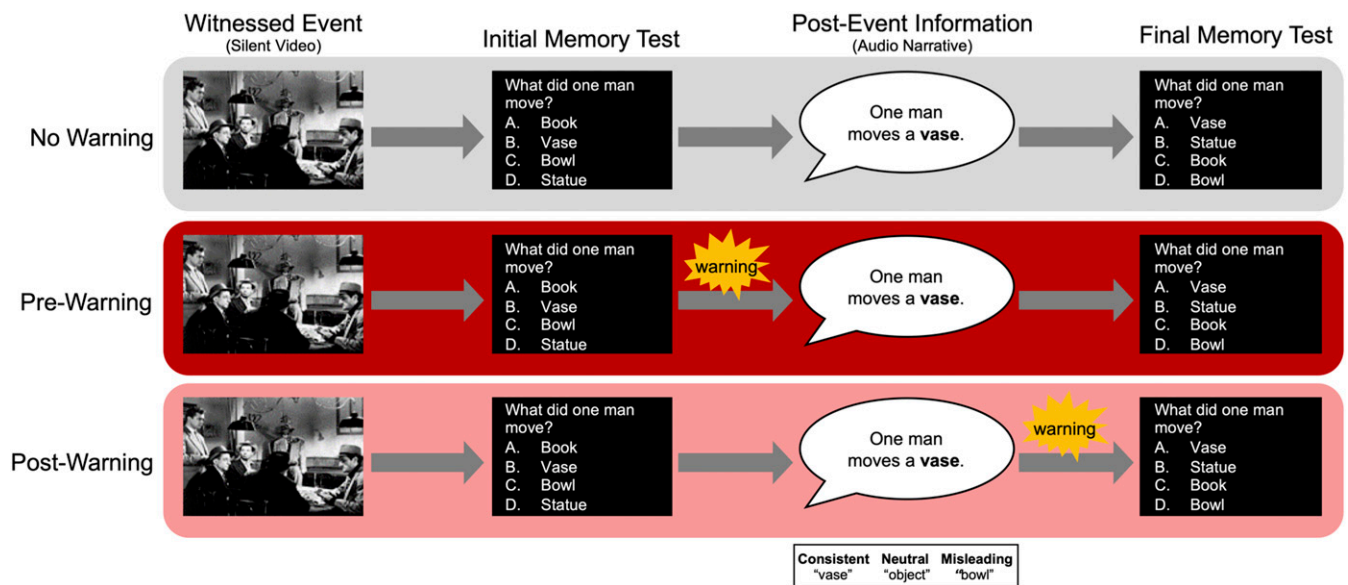 Witnessed Event
(Silent Video)
Initial Memory Test
Post-Event Information
(Audio Narrative)
Final Memory Test
No Warning
What did one man
move?
A. Book
B. Vase
C. Bowl
D. Statue
One man
moves a vase.
What did one man
move?
A. Vase
B. Statue
C. Book
D. Bowl
Pre-Warning
What did one man
move?
A. Book
B. Vase
C. Bowl
D. Statue
warning
One man
moves a vase.
What did one man
move?
A. Vase
B. Statue
C. Book
D. Bowl
Post-Warning
What did one man
move?
A. Book
B. Vase
C. Bowl
D. Statue
One man
moves a vase.
warning
What did one man
move?
A. Vase
B. Statue
C. Book
D. Bowl
Consistent Neutral Misleading
"vase" "object" "bowl"